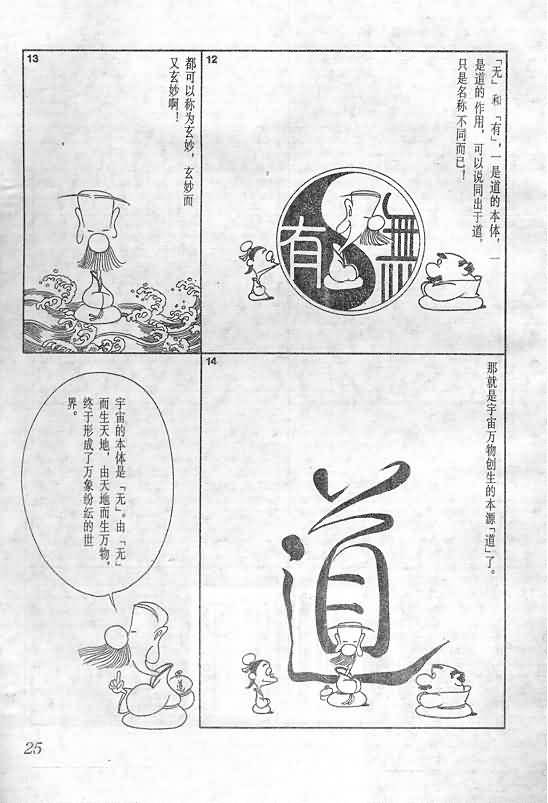 12
「无」和「有」，一是道的本体，一
是道的作用，可以说同出于道，
只是名称不同而已！
有
無
13
都可以称为玄妙，玄妙而
又玄妙啊！
14
那就是宇宙万物创生的本源「道」了。
道
宇宙的本体是「无」。由「无」
而生天地，由天地而生万物，
终于形成了万象纷纭的世
界。
25